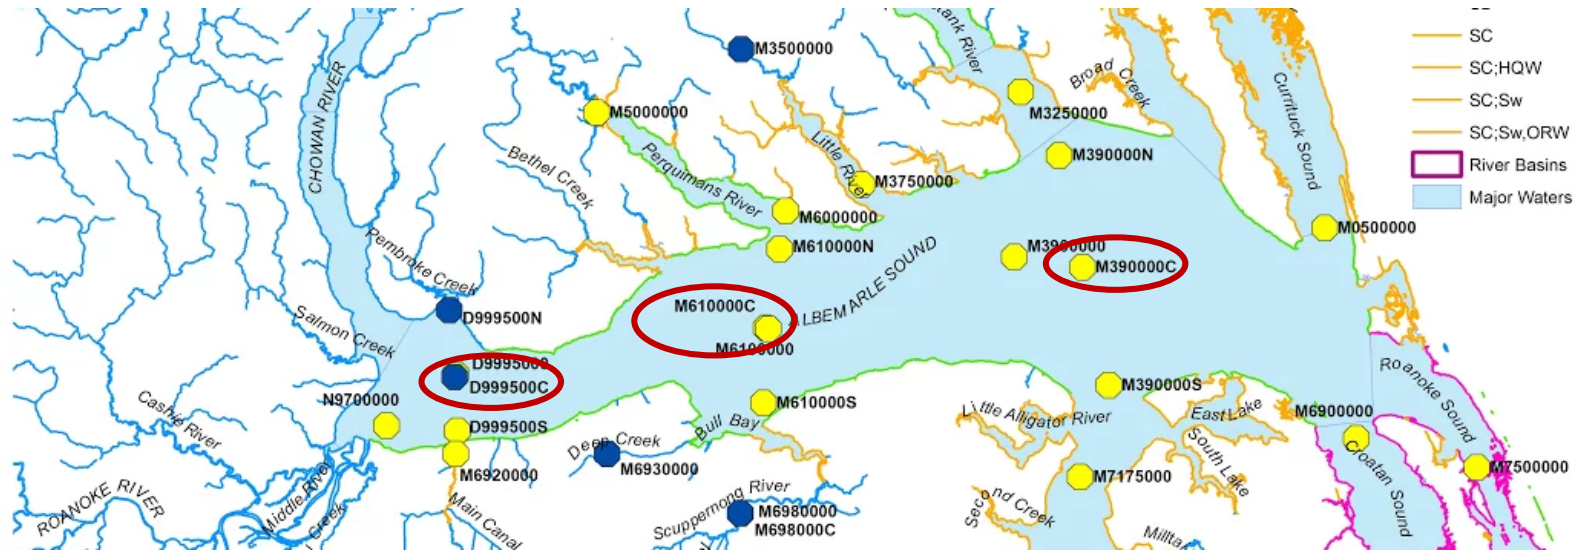 SC
SC;HQW
SC;Sw
SC;Sw,ORW
River Basins
Major Waters
M3500000
M5000000
M3250000
M390000N
M3750000
M6000000
M610000N
M0500000
M390000C
M610000C
D999500N
D999500C
N9700000
D999500S
M6920000
M6930000
M610000S
M390000S
M6900000
M7500000
M7175000
M6980000
M698000C
CHOWAN RIVER
River
Broad Creek
Currituck Sound
Little River
Perquimans River
Bethel Creek
Pembroke Creek
Salmon Creek
ALBEMARLE SOUND
Cashie River
ROANOKE RIVER
Middle River
Creek
Main Canal
Deep Creek
Bull Bay
Scuppernong River
Little Alligator River
East Lake
South Lake
Second Creek
Roanoke Sound
Croatan Sound